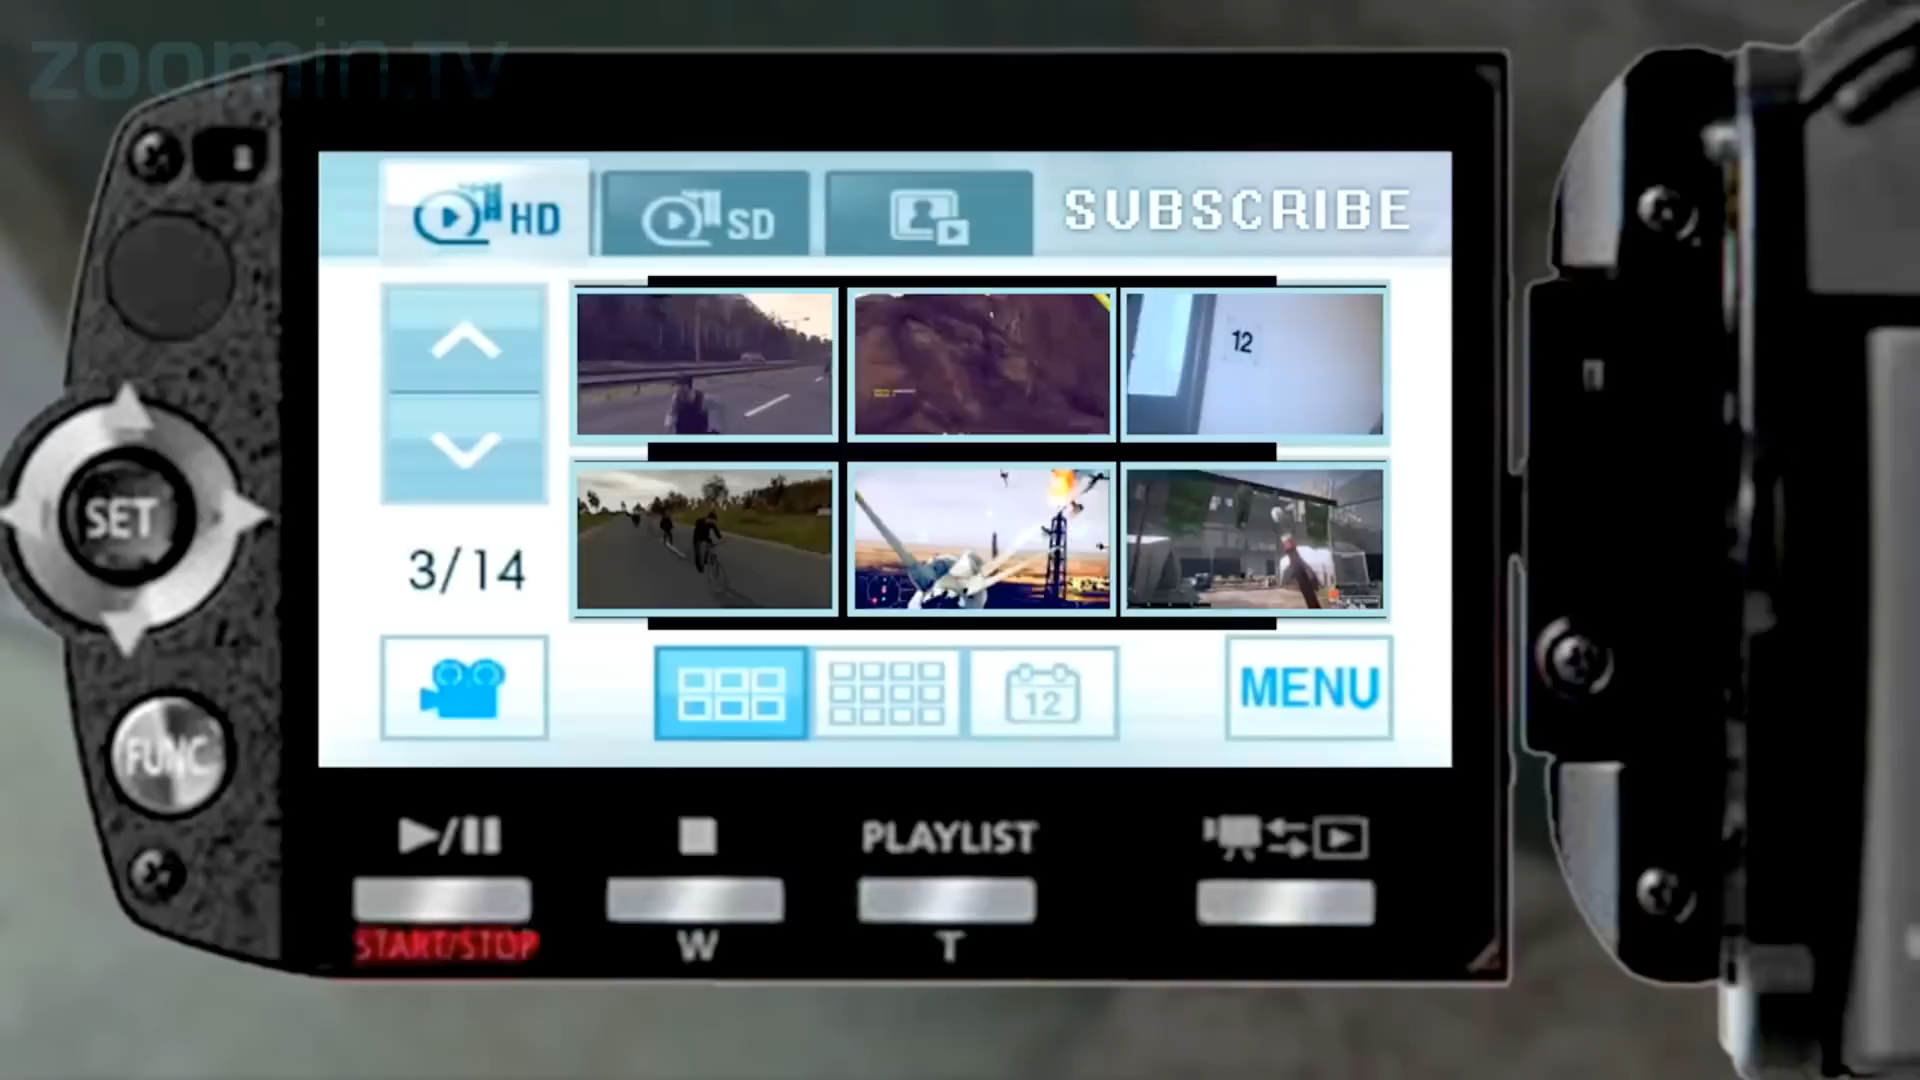 zoomin.TV
HD
SD
SUBSCRIBE
12
SET
3/14
12
MENU
FUNC.
PLAYLIST
START/STOP
W
T